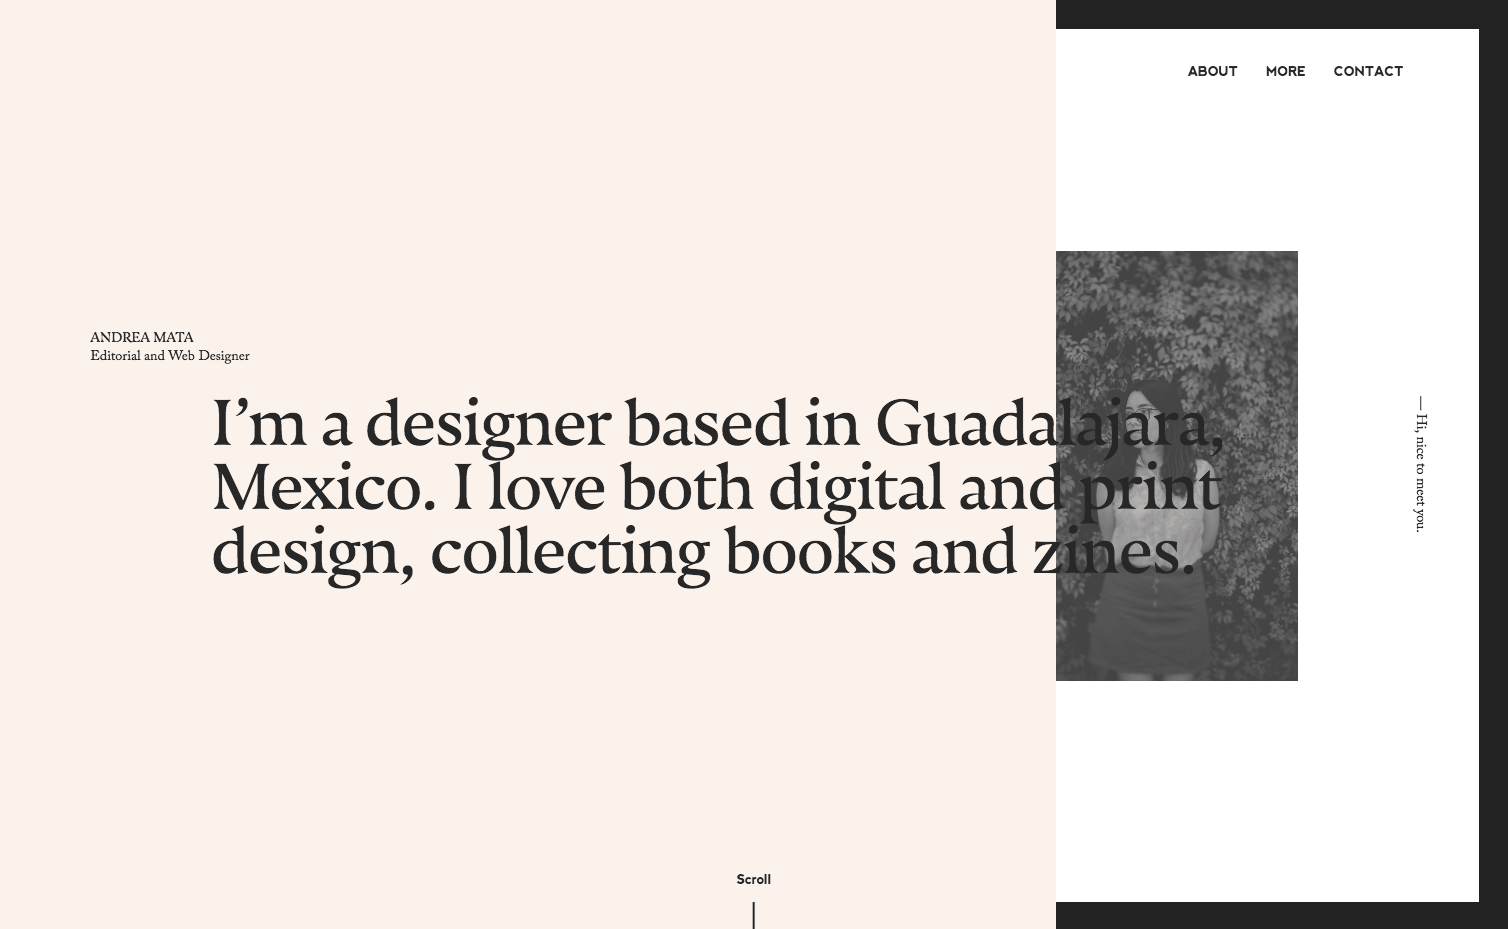 ABOUT MORE CONTACT
ANDREA MATA
Editorial and Web Designer
I’m a designer based in Guadalajara,
Mexico. I love both digital and print
design, collecting books and zines.
— Hi, nice to meet you.
Scroll